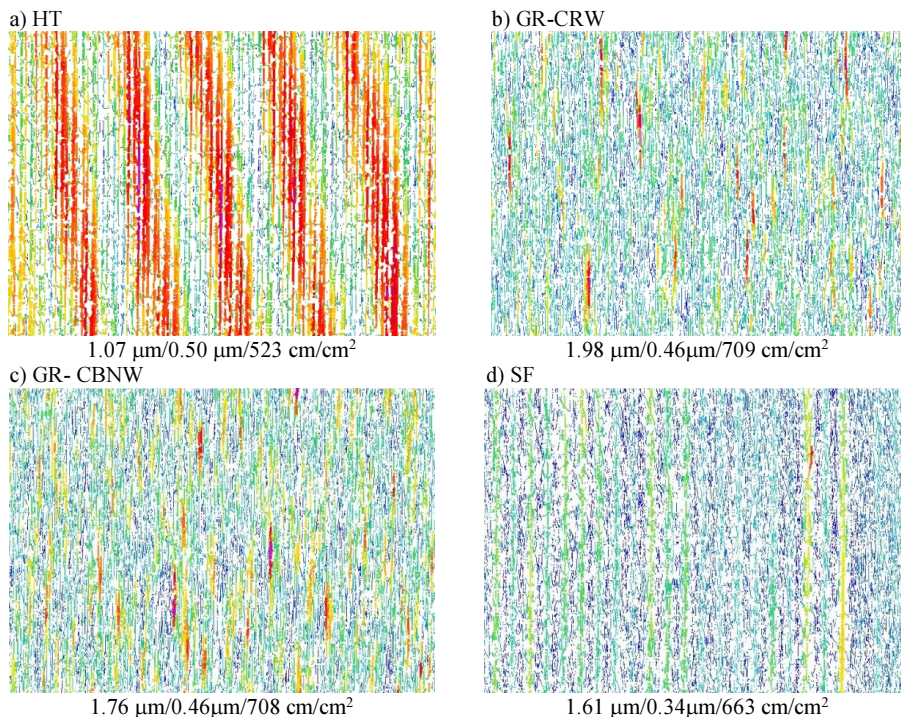 a) HT
b) GR-CRW
1.07 µm/0.50 µm/523 cm/cm²
1.98 µm/0.46µm/709 cm/cm²
c) GR- CBNW
d) SF
1.76 µm/0.46µm/708 cm/cm²
1.61 µm/0.34µm/663 cm/cm²